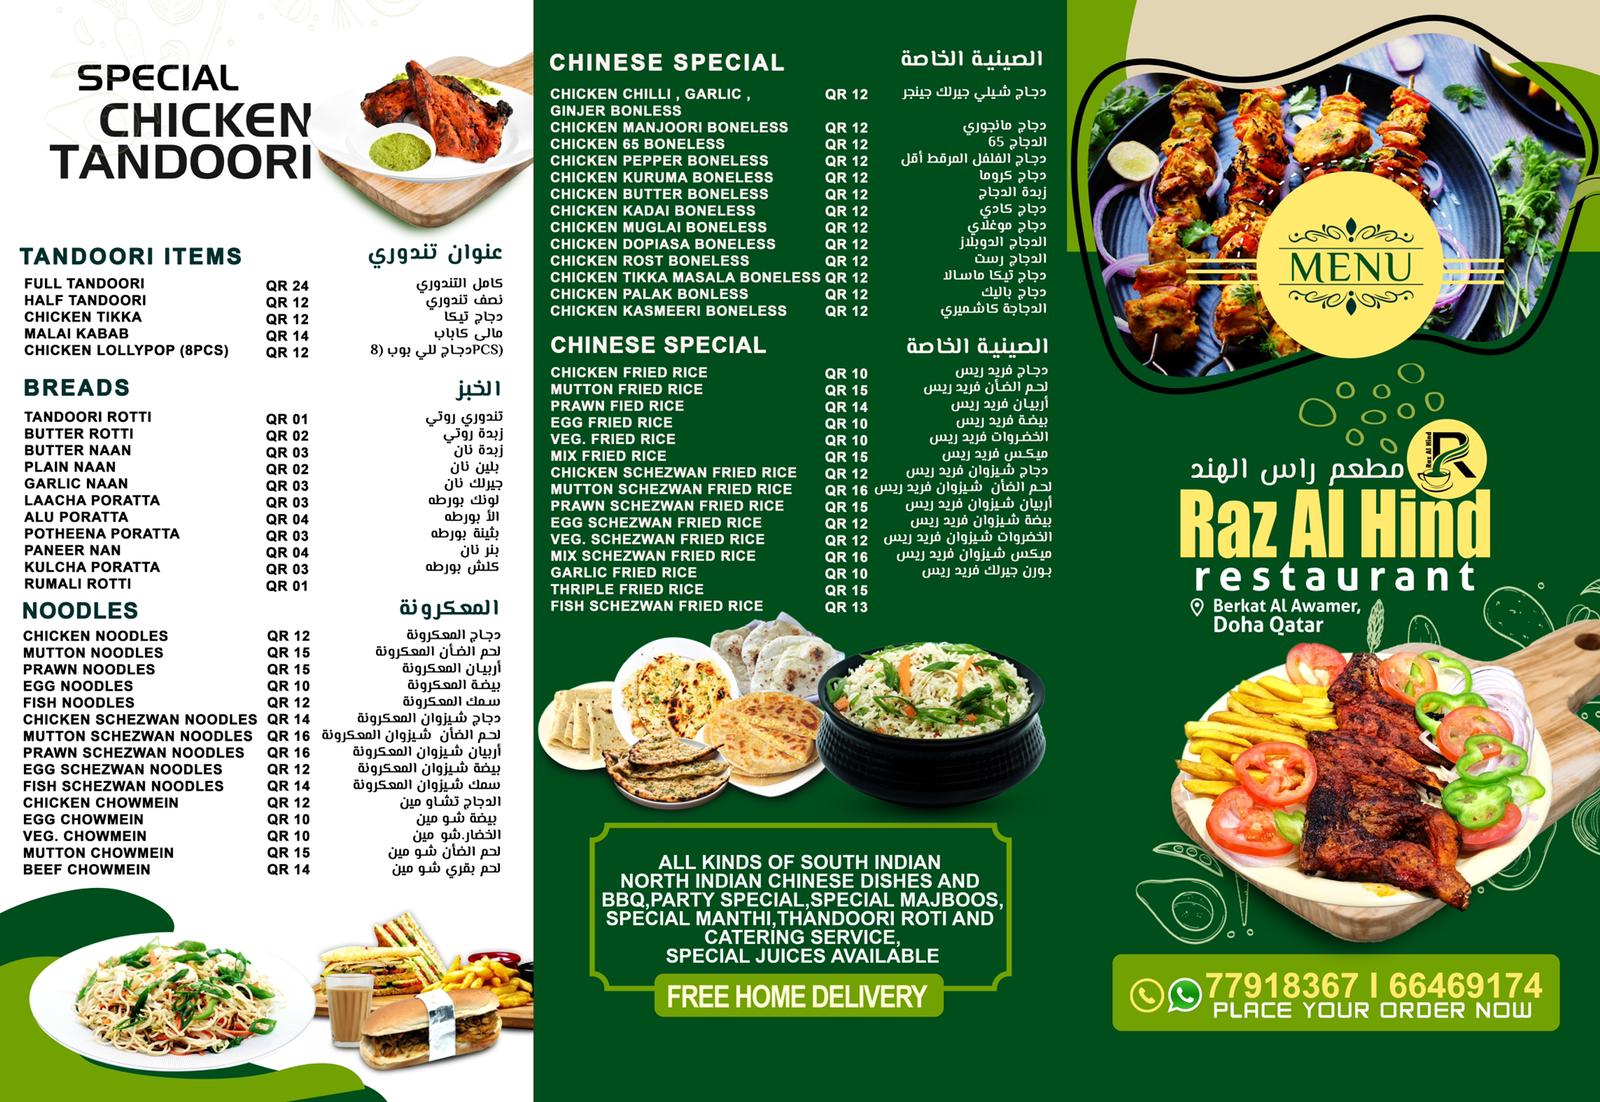 SPECIAL
CHICKEN
TANDOORI
TANDOORI ITEMS عنوان تندوري
FULL TANDOORI QR 24 كامل التندوري
HALF TANDOORI QR 12 نصف تندوري
CHICKEN TIKKA QR 12 دجاج تيكا
MALAI KABAB QR 14 مالى كاباب
CHICKEN LOLLYPOP (8PCS) QR 12 دجاج للي بوب (8PCS)
BREADS الخبز
TANDOORI ROTTI QR 01 تندوري روتي
BUTTER ROTTI QR 02 زبدة روتي
BUTTER NAAN QR 03 زبدة نان
PLAIN NAAN QR 02 بلين نان
GARLIC NAAN QR 03 جيرلك نان
LAACHA PORATTA QR 03 لونك بورطه
ALU PORATTA QR 04 الأ بورطه
POTHEENA PORATTA QR 03 بثينة بورطه
PANEER NAN QR 04 بنر نان
KULCHA PORATTA QR 03 كلش بورطه
RUMALI ROTTI QR 01
NOODLES المعكرونة
CHICKEN NOODLES QR 12 دجاج المعكرونة
MUTTON NOODLES QR 15 لحم الضأن المعكرونة
PRAWN NOODLES QR 15 أربيان المعكرونة
EGG NOODLES QR 10 بيضة المعكرونة
FISH NOODLES QR 12 سمك المعكرونة
CHICKEN SCHEZWAN NOODLES QR 14 دجاج شيزوان المعكرونة
MUTTON SCHEZWAN NOODLES QR 16 لحم الضأن شيزوان المعكرونة
PRAWN SCHEZWAN NOODLES QR 16 أربيان شيزوان المعكرونة
EGG SCHEZWAN NOODLES QR 12 بيضة شيزوان المعكرونة
FISH SCHEZWAN NOODLES QR 14 سمك شيزوان المعكرونة
CHICKEN CHOWMEIN QR 12 الدجاج تشاو مين
EGG CHOWMEIN QR 10 بيضة شو مين
VEG. CHOWMEIN QR 10 الخضار.شو مين
MUTTON CHOWMEIN QR 15 لحم الضأن شو مين
BEEF CHOWMEIN QR 14 لحم بقري شو مين
CHINESE SPECIAL الصينية الخاصة
CHICKEN CHILLI , GARLIC , QR 12 دجاج شيلي جيرلك جينجر
GINJER BONLESS
CHICKEN MANJOORI BONELESS QR 12 دجاج مانجوري
CHICKEN 65 BONELESS QR 12 الدجاج 65
CHICKEN PEPPER BONELESS QR 12 دجاج الفلفل المرقط أقل
CHICKEN KURUMA BONELESS QR 12 دجاج كروما
CHICKEN BUTTER BONELESS QR 12 زبدة الدجاج
CHICKEN KADAI BONELESS QR 12 دجاج كادي
CHICKEN MUGLAI BONELESS QR 12 دجاج موغلاي
CHICKEN DOPIASA BONELESS QR 12 الدجاج الدوبلاز
CHICKEN ROST BONELESS QR 12 الدجاج رست
CHICKEN TIKKA MASALA BONELESS QR 12 دجاج تيكا ماسالا
CHICKEN PALAK BONLESS QR 12 دجاج باليك
CHICKEN KASMEERI BONELESS QR 12 الدجاجة كاشميري
CHINESE SPECIAL الصينية الخاصة
CHICKEN FRIED RICE QR 10 دجاج فريد ريس
MUTTON FRIED RICE QR 15 لحم الضأن فريد ريس
PRAWN FIED RICE QR 14 أربيان فريد ريس
EGG FRIED RICE QR 10 بيضة فريد ريس
VEG. FRIED RICE QR 10 الخضروات فريد ريس
MIX FRIED RICE QR 15 ميكس فريد ريس
CHICKEN SCHEZWAN FRIED RICE QR 12 دجاج شيزوان فريد ريس
MUTTON SCHEZWAN FRIED RICE QR 16 لحم الضأن شيزوان فريد ريس
PRAWN SCHEZWAN FRIED RICE QR 15 أربيان شيزوان فريد ريس
EGG SCHEZWAN FRIED RICE QR 12 بيضة شيزوان فريد ريس
VEG. SCHEZWAN FRIED RICE QR 12 الخضروات شيزوان فريد ريس
MIX SCHEZWAN FRIED RICE QR 16 ميكس شيزوان فريد ريس
GARLIC FRIED RICE QR 10 بورن جيرلك فريد ريس
THRIPLE FRIED RICE QR 15
FISH SCHEZWAN FRIED RICE QR 13
ALL KINDS OF SOUTH INDIAN
NORTH INDIAN CHINESE DISHES AND
BBQ,PARTY SPECIAL,SPECIAL MAJBOOS,
SPECIAL MANTHI,THANDOORI ROTI AND
CATERING SERVICE,
SPECIAL JUICES AVAILABLE
FREE HOME DELIVERY
MENU
Raz Al Hind
R
مطعم راس الهند
Raz Al Hind
restaurant
Berkat Al Awamer,
Doha Qatar
77918367 I 66469174
PLACE YOUR ORDER NOW